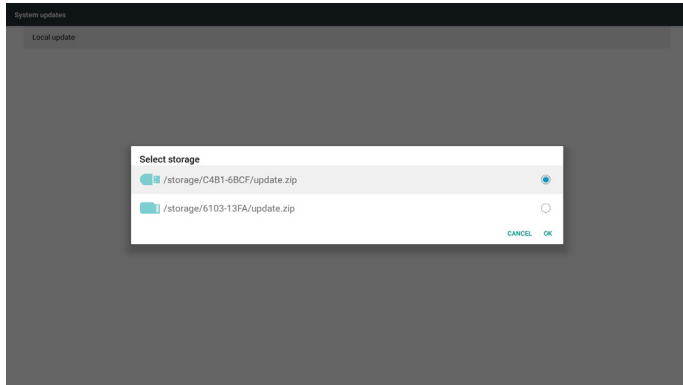 System updates
Local update
Select storage
/storage/C4B1-6BCF/update.zip
/storage/6103-13FA/update.zip
CANCEL OK